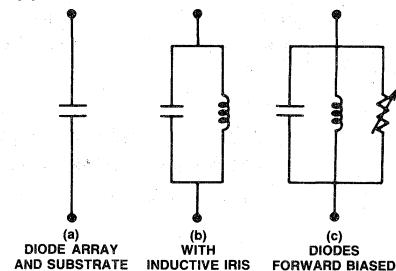 (a)
DIODE ARRAY
AND SUBSTRATE
(b)
WITH
INDUCTIVE IRIS
(c)
DIODES
FORWARD BIASED